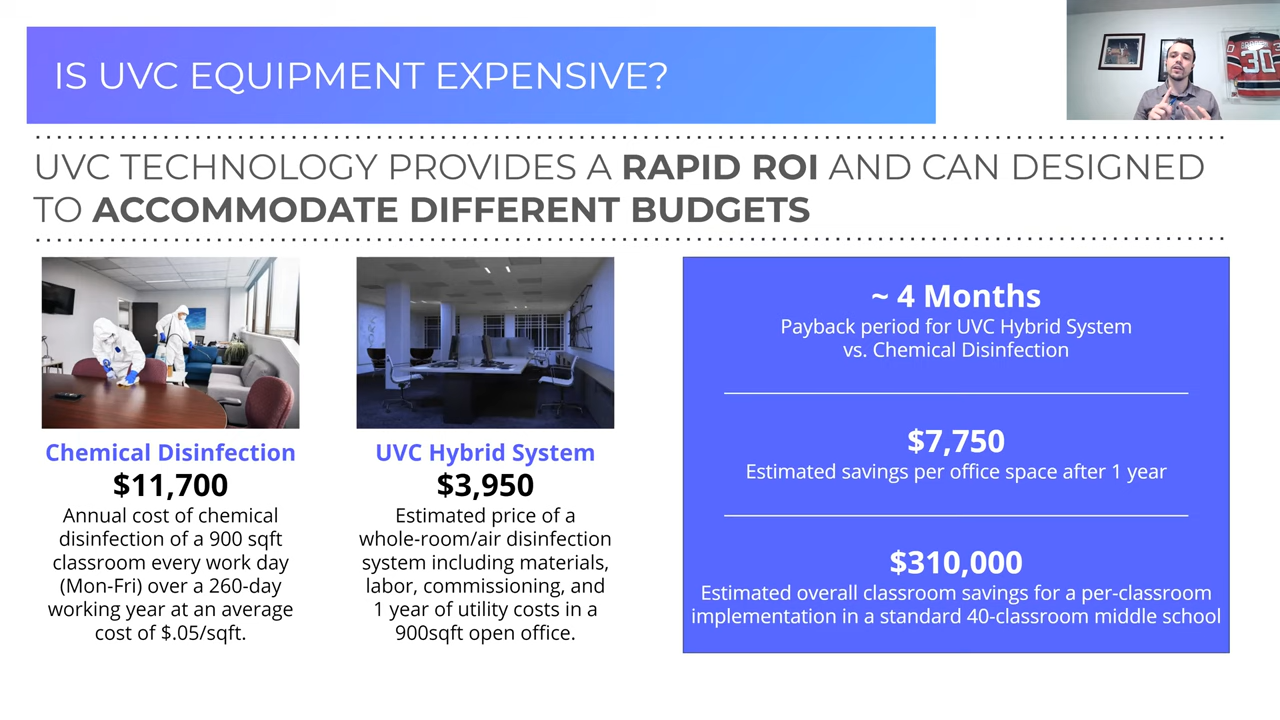 IS UVC EQUIPMENT EXPENSIVE?
30
UVC TECHNOLOGY PROVIDES A RAPID ROI AND CAN DESIGNED
TO ACCOMMODATE DIFFERENT BUDGETS
Chemical Disinfection
$11,700
Annual cost of chemical
disinfection of a 900 sqft
classroom every work day
(Mon-Fri) over a 260-day
working year at an average
cost of $.05/sqft.
UVC Hybrid System
$3,950
Estimated price of a
whole-room/air disinfection
system including materials,
labor, commissioning, and
1 year of utility costs in a
900sqft open office.
~ 4 Months
Payback period for UVC Hybrid System
vs. Chemical Disinfection
$7,750
Estimated savings per office space after 1 year
$310,000
Estimated overall classroom savings for a per-classroom
implementation in a standard 40-classroom middle school